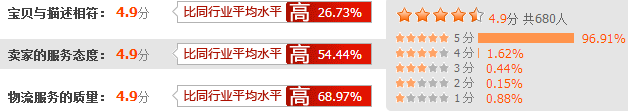 宝贝与描述相符： 4.9分 比同行业平均水平 高 26.73%
卖家的服务态度： 4.9分 比同行业平均水平 高 54.44%
物流服务的质量： 4.9分 比同行业平均水平 高 68.97%
4.9分 共680人
5分 96.91%
4分 1.62%
3分 0.44%
2分 0.15%
1分 0.88%